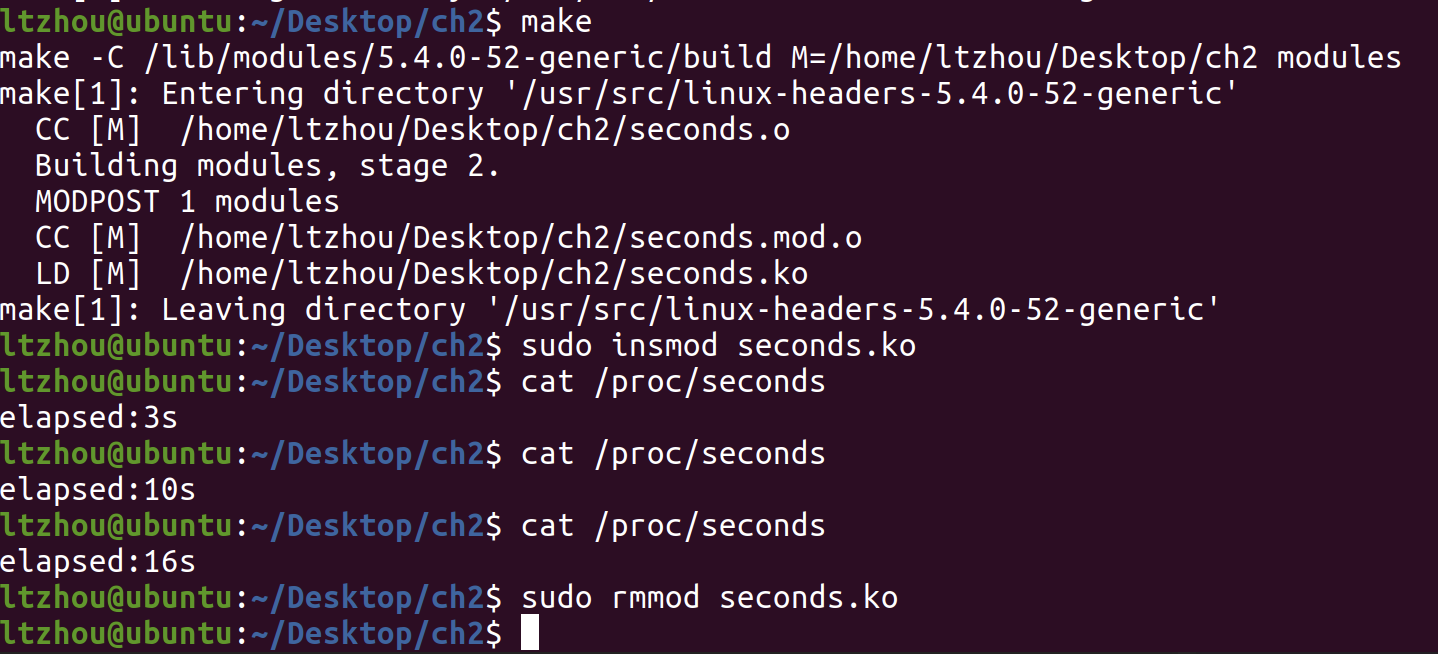 ltzhou@ubuntu:~/Desktop/ch2$ make
make -C /lib/modules/5.4.0-52-generic/build M=/home/ltzhou/Desktop/ch2 modules
make[1]: Entering directory '/usr/src/linux-headers-5.4.0-52-generic'
  CC [M]  /home/ltzhou/Desktop/ch2/seconds.o
  Building modules, stage 2.
  MODPOST 1 modules
  CC [M]  /home/ltzhou/Desktop/ch2/seconds.mod.o
  LD [M]  /home/ltzhou/Desktop/ch2/seconds.ko
make[1]: Leaving directory '/usr/src/linux-headers-5.4.0-52-generic'
ltzhou@ubuntu:~/Desktop/ch2$ sudo insmod seconds.ko
ltzhou@ubuntu:~/Desktop/ch2$ cat /proc/seconds
elapsed:3s
ltzhou@ubuntu:~/Desktop/ch2$ cat /proc/seconds
elapsed:10s
ltzhou@ubuntu:~/Desktop/ch2$ cat /proc/seconds
elapsed:16s
ltzhou@ubuntu:~/Desktop/ch2$ sudo rmmod seconds.ko
ltzhou@ubuntu:~/Desktop/ch2$